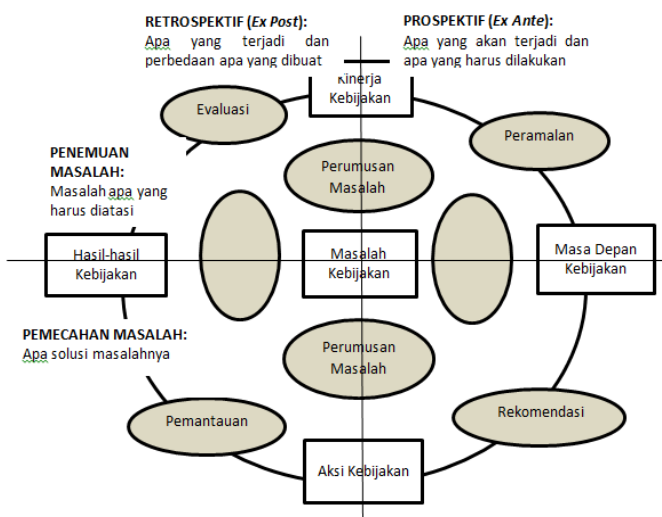 RETROSPEKTIF (Ex Post):
Apa yang terjadi dan
perbedaan apa yang dibuat
PROSPEKTIF (Ex Ante):
Apa yang akan terjadi dan
apa yang harus dilakukan
Kinerja
Kebijakan
Evaluasi
Peramalan
PENEMUAN
MASALAH:
Masalah apa yang
harus diatasi
Perumusan
Masalah
Hasil-hasil
Kebijakan
Masalah
Kebijakan
Masa Depan
Kebijakan
PEMECAHAN MASALAH:
Apa solusi masalahnya
Perumusan
Masalah
Pemantauan
Rekomendasi
Aksi Kebijakan